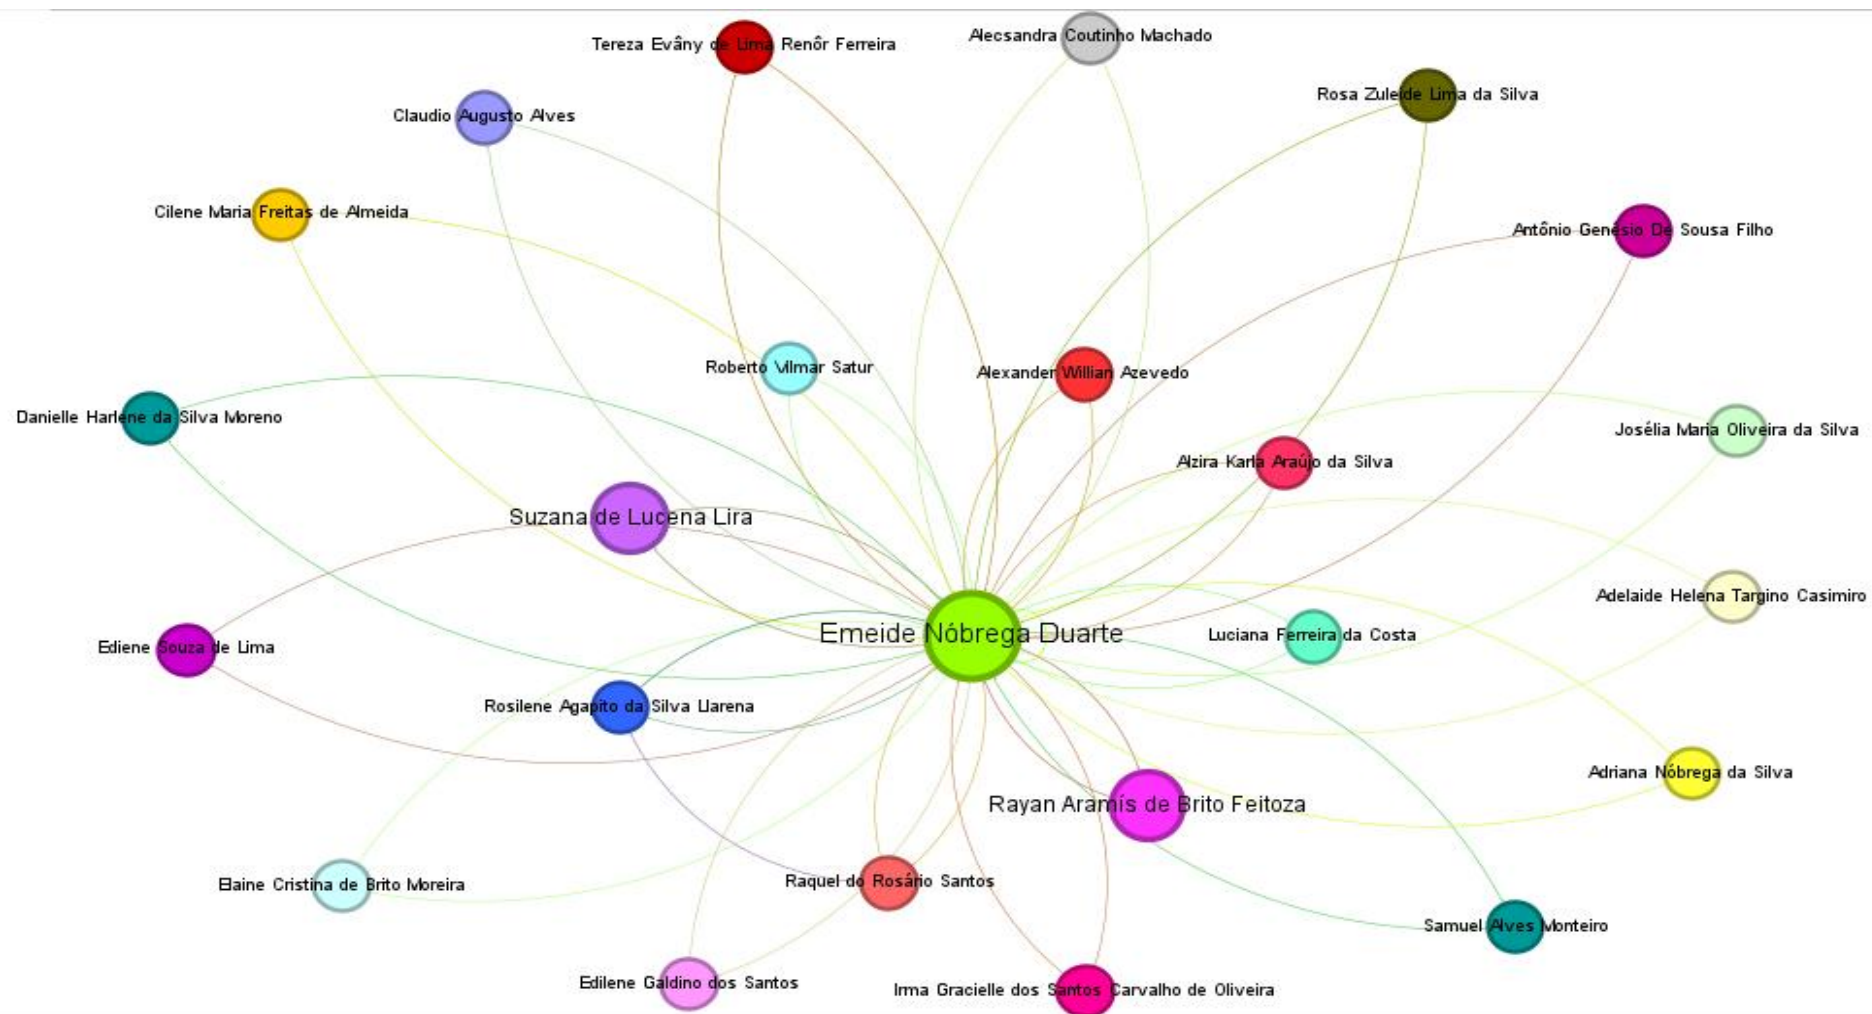 Alecsandra Coutinho Machado
Tereza Evâny de Lima Renôr Ferreira
Rosa Zuleide Lima da Silva
Claudio Augusto Alves
Cilene Maria Freitas de Almeida
Antônio Genésio De Sousa Filho
Roberto Vilmar Satur
Alexander Willian Azevedo
Danielle Harlene da Silva Moreno
Josélia Maria Oliveira da Silva
Alzira Karla Araújo da Silva
Suzana de Lucena Lira
Adelaide Helena Targino Casimiro
Emeide Nóbrega Duarte
Luciana Ferreira da Costa
Ediene Souza de Lima
Rosilene Agapito da Silva Llarena
Adriana Nóbrega da Silva
Rayan Aramís de Brito Feitoza
Raquel do Rosário Santos
Elaine Cristina de Brito Moreira
Samuel Alves Monteiro
Edilene Galdino dos Santos
Irma Gracielle dos Santos Carvalho de Oliveira